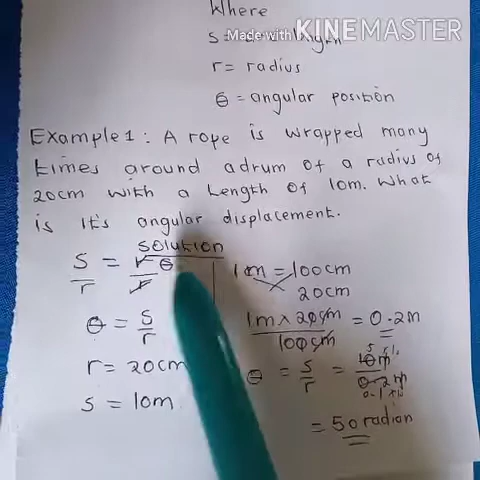 Where
Made with KINEMASTER
s=
r= radius
θ = angular position
Example 1: A rope is wrapped many
times around a drum of a radius of
20cm with a Length of 10m. What
is it's angular displacement.
solution
S/r = rθ/r
1m = 100cm
20cm
θ = S/r
1m x 20cm/100cm = 0.2m
r = 20cm
θ = S/r = 10m/0.2m
s = 10m
= 50 radian